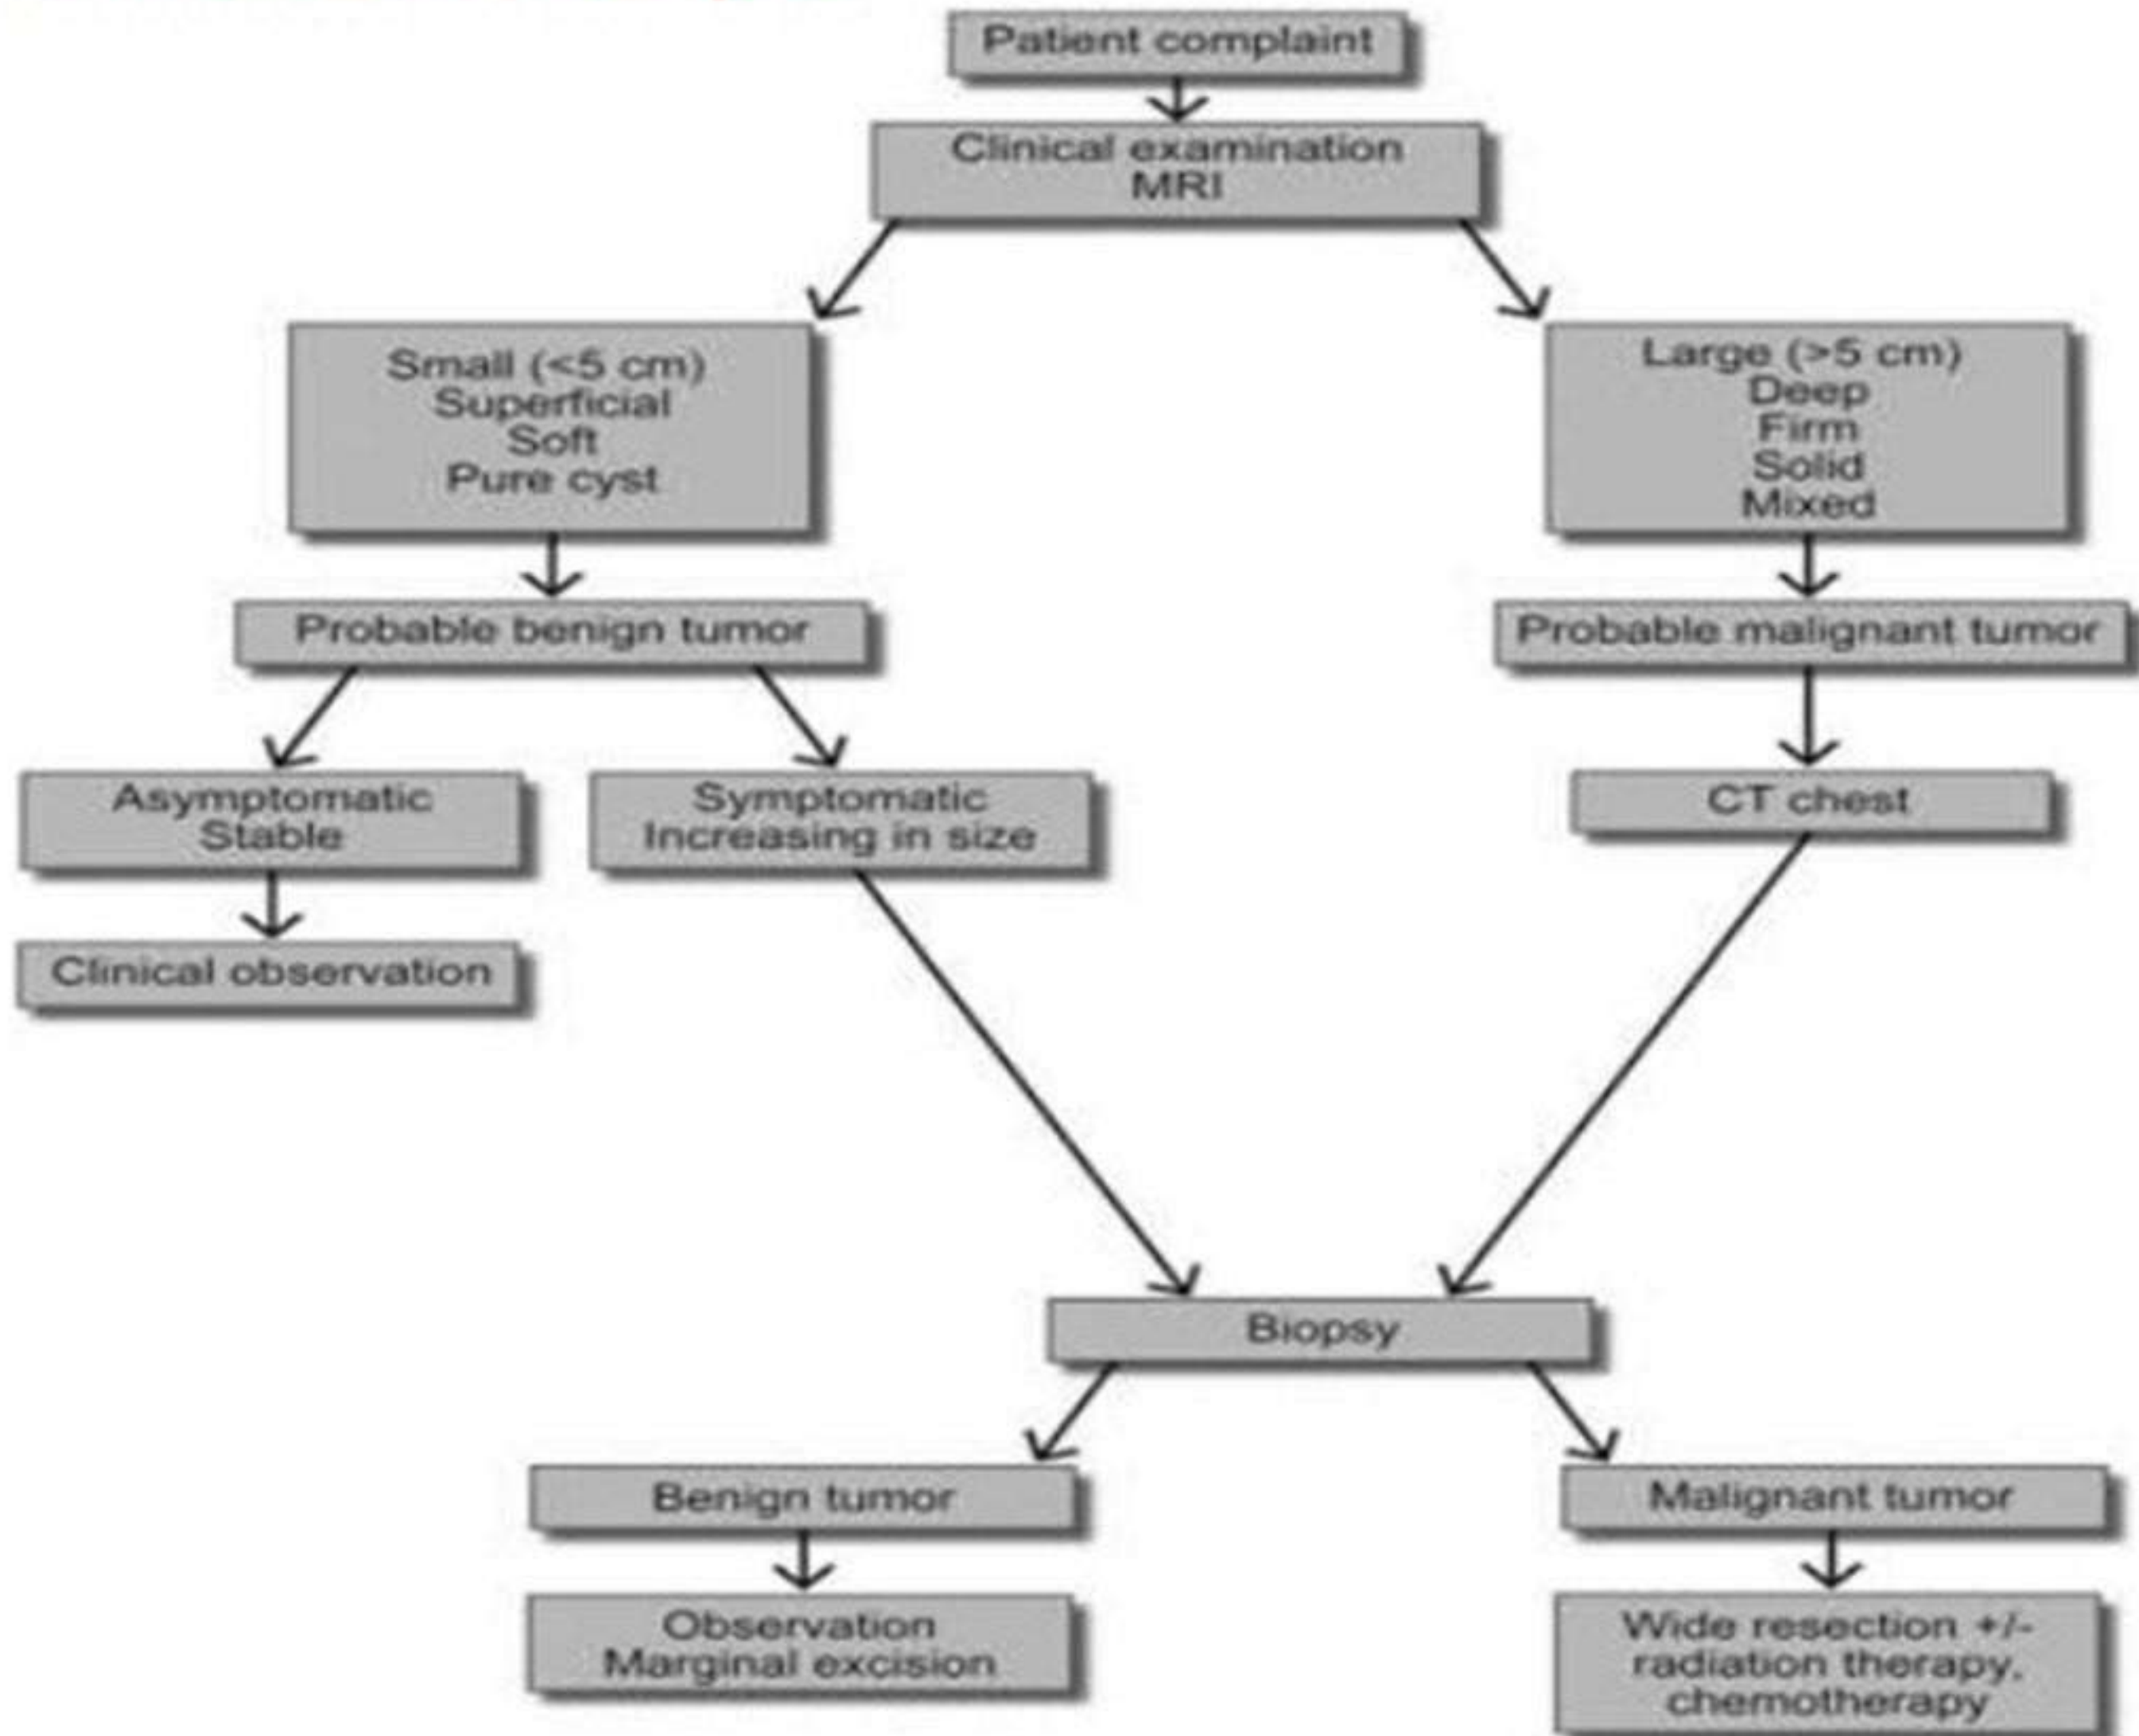 Patient complaint
Clinical examination
MRI
Small (<5 cm)
Superficial
Soft
Pure cyst
Large (>5 cm)
Deep
Firm
Solid
Mixed
Probable benign tumor
Probable malignant tumor
Asymptomatic
Stable
Symptomatic
Increasing in size
CT chest
Clinical observation
Biopsy
Benign tumor
Malignant tumor
Observation
Marginal excision
Wide resection +/-
radiation therapy,
chemotherapy